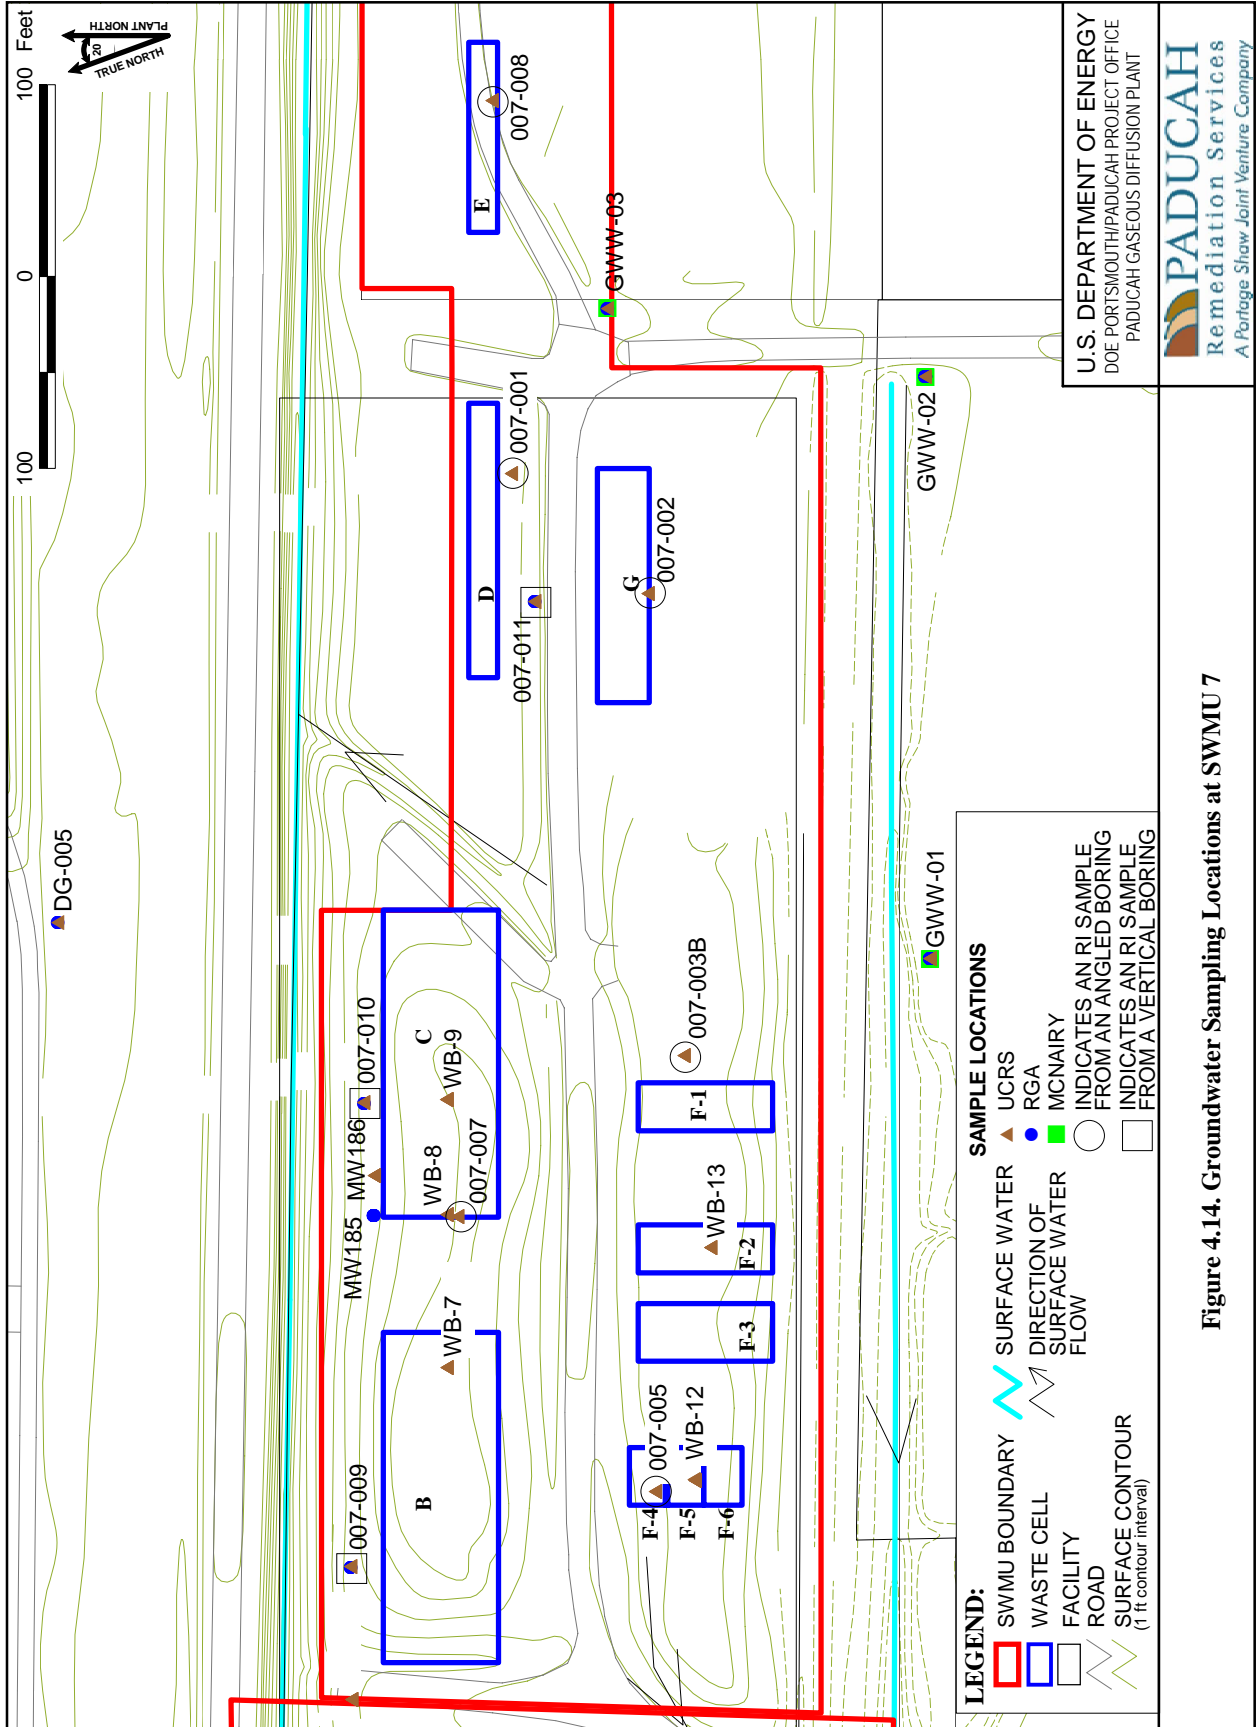 100
0
100 Feet
PLANT NORTH
20
TRUE NORTH
DG-005
007-009
MW185
MW186
007-010
B
WB-7
WB-8
007-007
C
WB-9
D
007-001
007-011
E
007-008
GWW-03
G
007-002
F-4
007-005
F-5
WB-12
F-6
F-3
F-2
WB-13
F-1
007-003B
GWW-01
GWW-02
LEGEND:
SWMU BOUNDARY
WASTE CELL
FACILITY
ROAD
SURFACE CONTOUR
(1 ft contour interval)
SURFACE WATER
DIRECTION OF
SURFACE WATER
FLOW
SAMPLE LOCATIONS
UCRS
RGA
MCNAIRY
INDICATES AN RI SAMPLE
FROM AN ANGLED BORING
INDICATES AN RI SAMPLE
FROM A VERTICAL BORING
U.S. DEPARTMENT OF ENERGY
DOE PORTSMOUTH/PADUCAH PROJECT OFFICE
PADUCAH GASEOUS DIFFUSION PLANT
PADUCAH
Remediation Services
A Portage Shaw Joint Venture Company
Figure 4.14. Groundwater Sampling Locations at SWMU 7